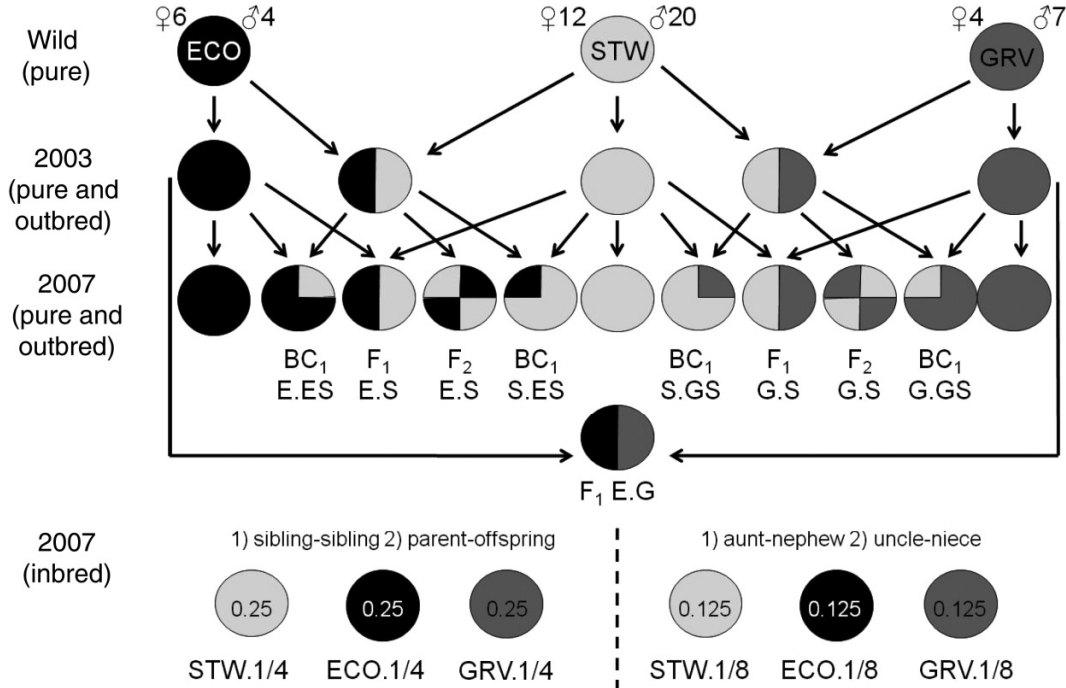 ♀6 ♂4 ♀12 ♂20 ♀4 ♂7
Wild
(pure)
ECO STW GRV
2003
(pure and
outbred)
2007
(pure and
outbred)
BC₁ F₁ F₂ BC₁ BC₁ F₁ F₂ BC₁
E.ES E.S E.S S.ES S.GS G.S G.S G.GS
F₁ E.G
2007
(inbred)
1) sibling-sibling 2) parent-offspring 1) aunt-nephew 2) uncle-niece
0.25 0.25 0.25 0.125 0.125 0.125
STW.1/4 ECO.1/4 GRV.1/4 STW.1/8 ECO.1/8 GRV.1/8